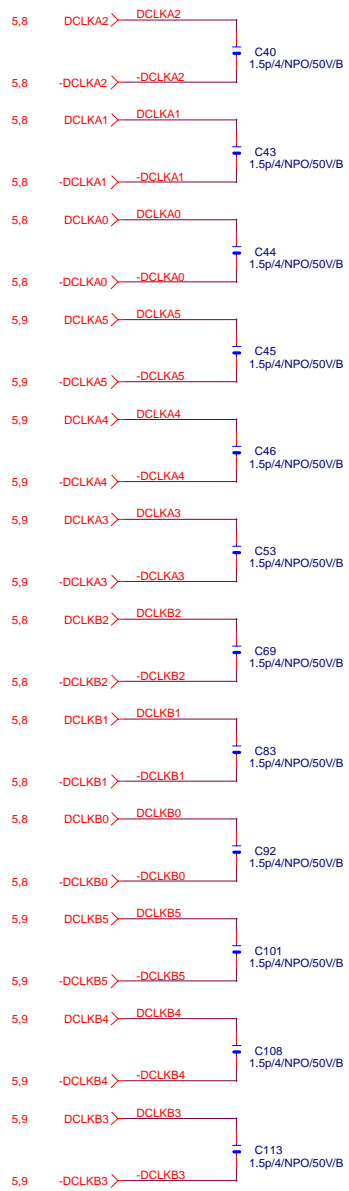 5,8 DCLKA2 DCLKA2
C40
1.5p/4/NPO/50V/B
5,8 -DCLKA2 -DCLKA2
5,8 DCLKA1 DCLKA1
C43
1.5p/4/NPO/50V/B
5,8 -DCLKA1 -DCLKA1
5,8 DCLKA0 DCLKA0
C44
1.5p/4/NPO/50V/B
5,8 -DCLKA0 -DCLKA0
5,9 DCLKA5 DCLKA5
C45
1.5p/4/NPO/50V/B
5,9 -DCLKA5 -DCLKA5
5,9 DCLKA4 DCLKA4
C46
1.5p/4/NPO/50V/B
5,9 -DCLKA4 -DCLKA4
5,9 DCLKA3 DCLKA3
C53
1.5p/4/NPO/50V/B
5,9 -DCLKA3 -DCLKA3
5,8 DCLKB2 DCLKB2
C69
1.5p/4/NPO/50V/B
5,8 -DCLKB2 -DCLKB2
5,8 DCLKB1 DCLKB1
C83
1.5p/4/NPO/50V/B
5,8 -DCLKB1 -DCLKB1
5,8 DCLKB0 DCLKB0
C92
1.5p/4/NPO/50V/B
5,8 -DCLKB0 -DCLKB0
5,9 DCLKB5 DCLKB5
C101
1.5p/4/NPO/50V/B
5,9 -DCLKB5 -DCLKB5
5,9 DCLKB4 DCLKB4
C108
1.5p/4/NPO/50V/B
5,9 -DCLKB4 -DCLKB4
5,9 DCLKB3 DCLKB3
C113
1.5p/4/NPO/50V/B
5,9 -DCLKB3 -DCLKB3